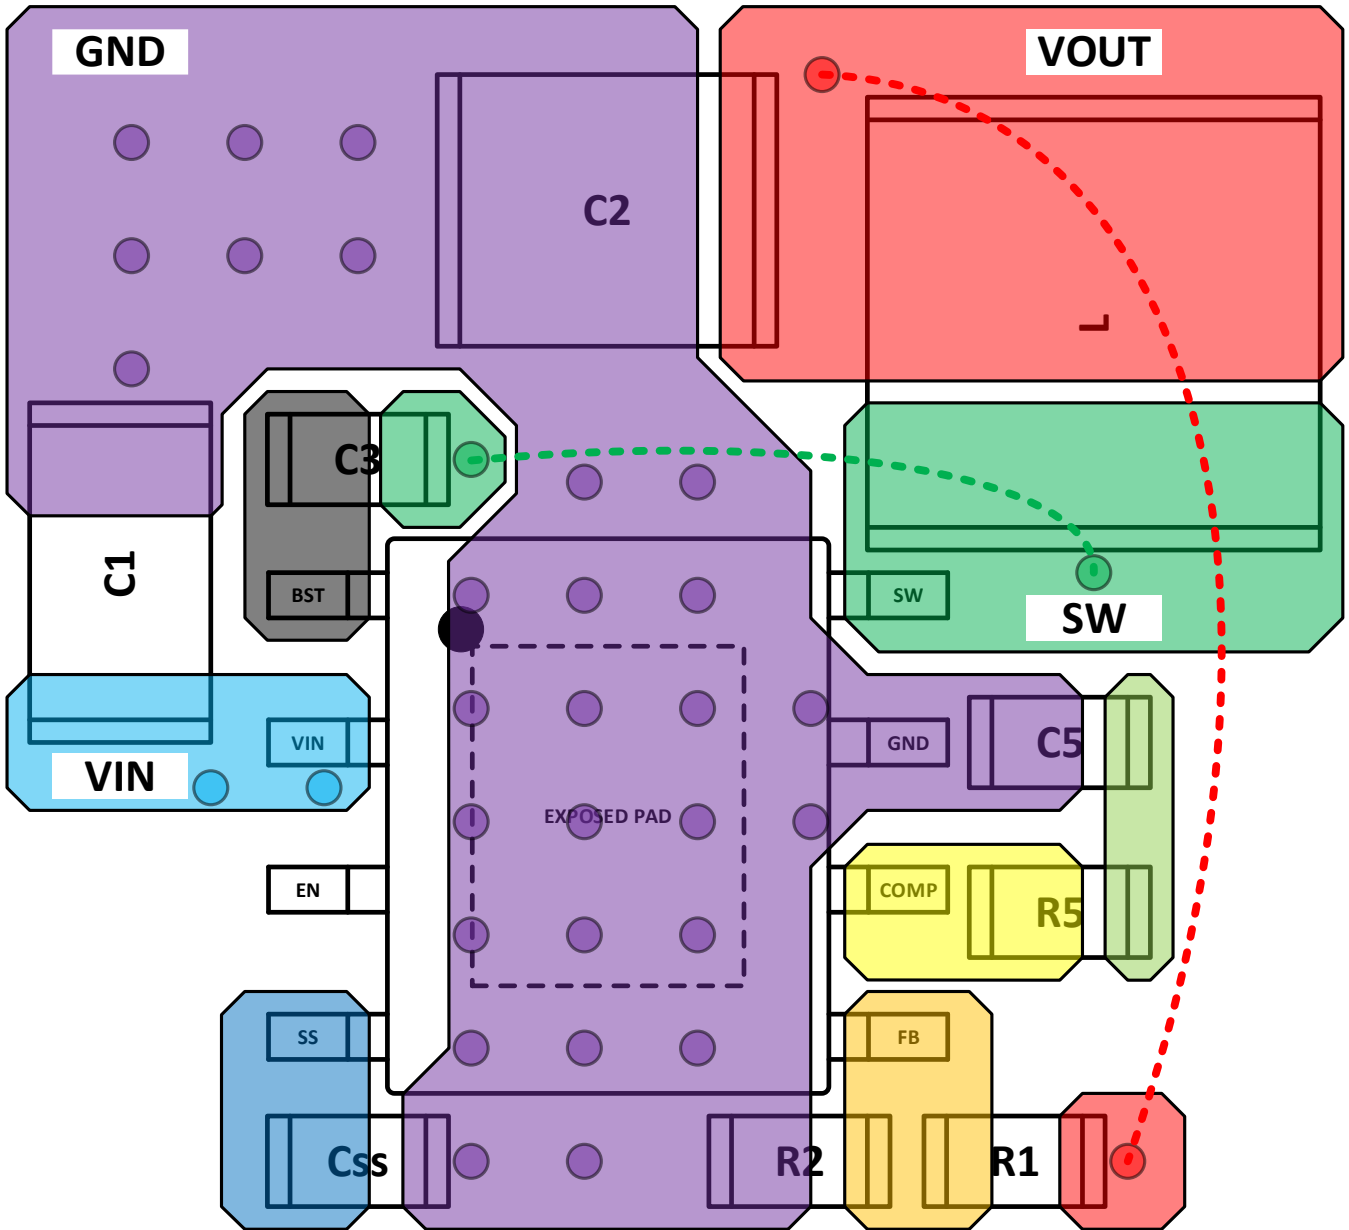 GND
VOUT
C2
L
C3
C1
BST
SW
SW
VIN
GND
C5
VIN
EXPOSED PAD
EN
COMP
R5
SS
FB
Css
R2
R1